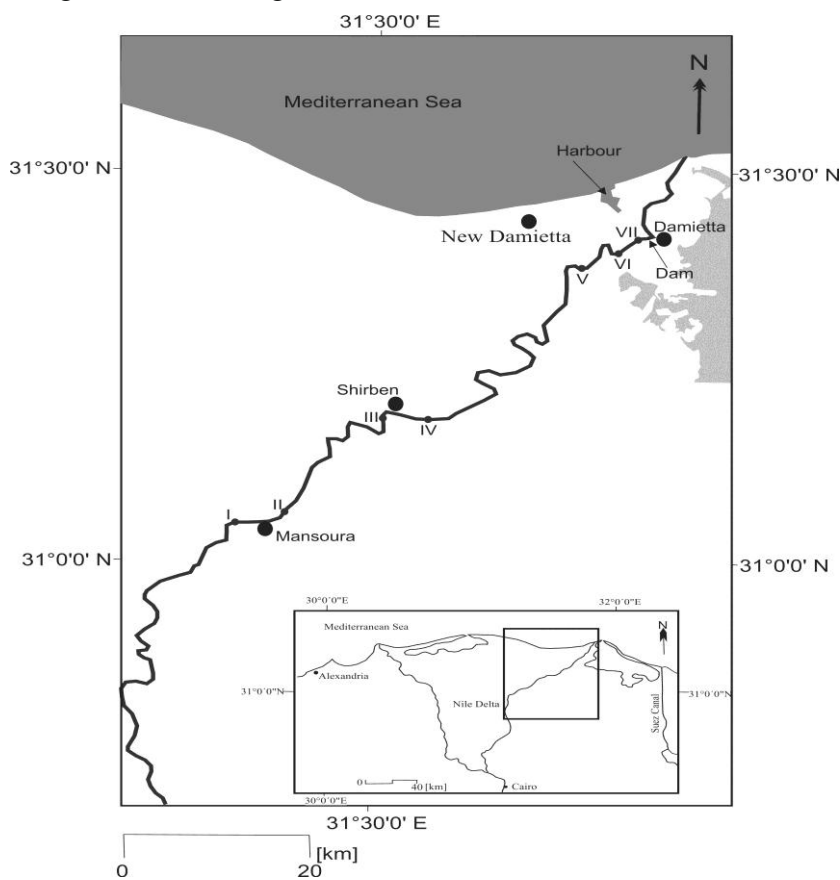 31°30'0' E
N
Mediterranean Sea
31°30'0' N
Harbour
31°30'0' N
New Damietta
VII
Damietta
V
VI
Dam
Shirben
III
IV
I
II
Mansoura
31°0'0' N
31°0'0' N
30°0'0"E
32°0'0"E
Mediterranean Sea
N
Alexandria
31°0'0"N
Nile Delta
31°0'0"N
Suez Canal
0
40 [km]
Cairo
30°0'0"E
31°30'0' E
[km]
0
20